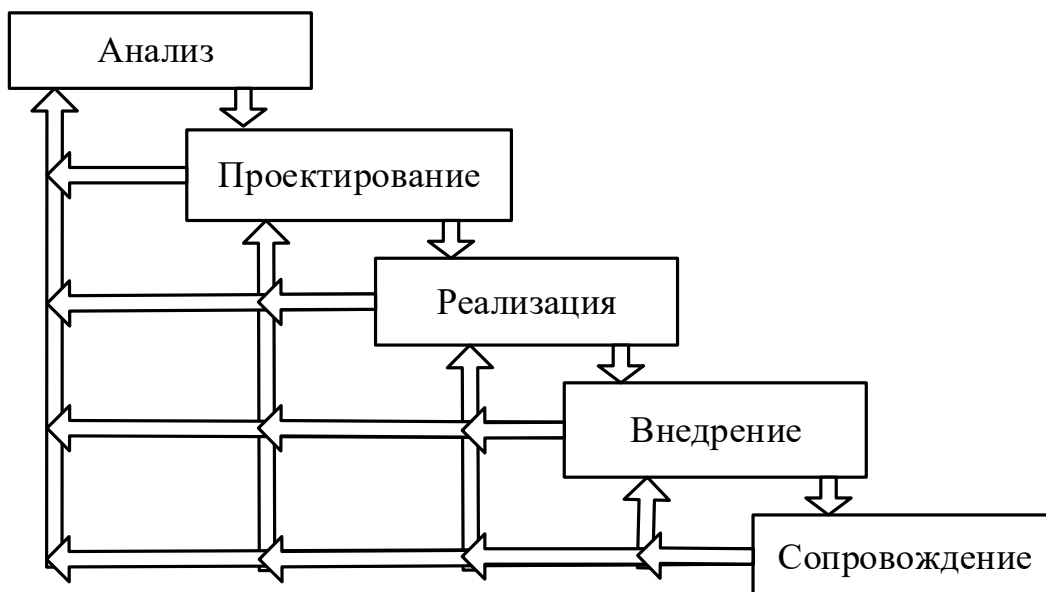 Анализ
Проектирование
Реализация
Внедрение
Сопровождение